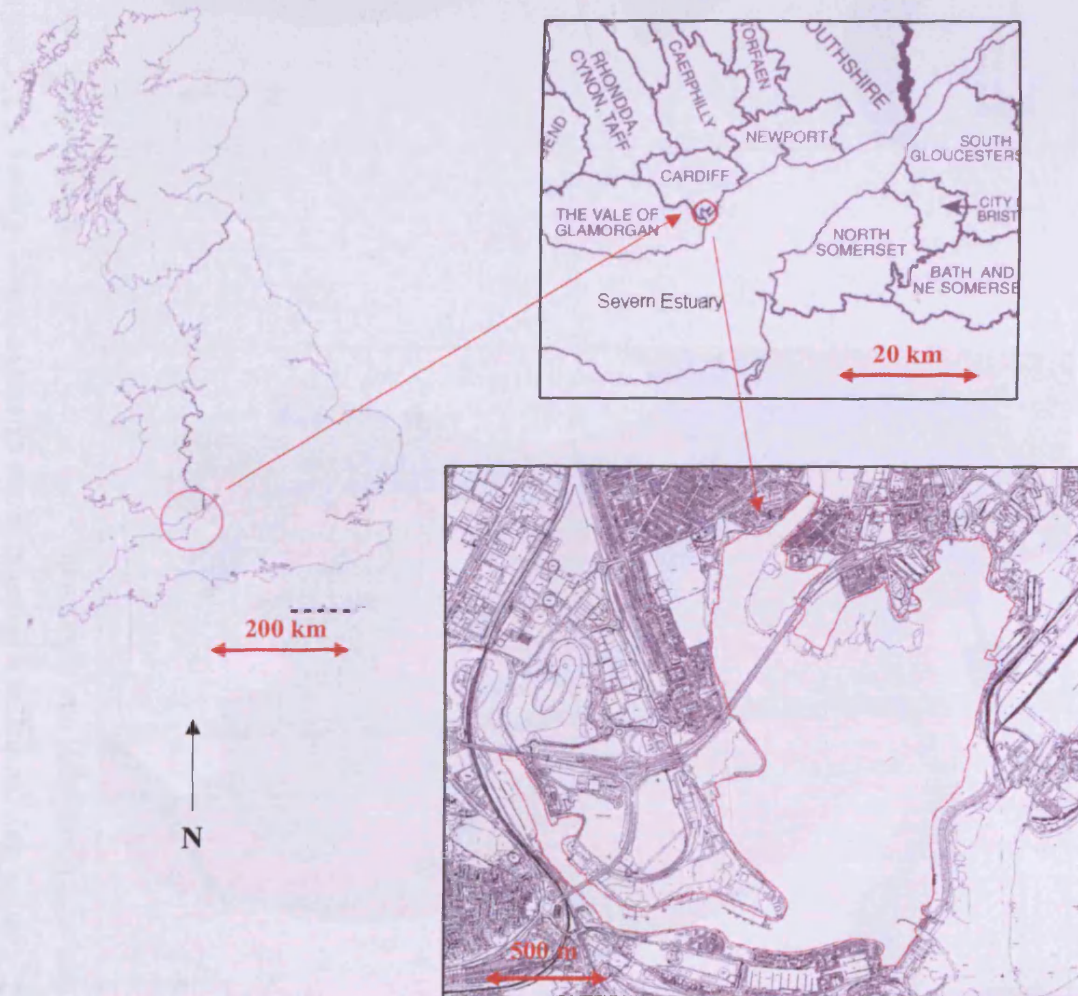 RHONDDA,
CYNON, TAFF
CAERPHILLY
TORFAEN
OUTHSHIRE
NEWPORT
SOUTH
GLOUCESTERS
END
CARDIFF
CITY
BRIST
THE VALE OF
GLAMORGAN
NORTH
SOMERSET
BATH AND
NE SOMERSE
Severn Estuary
20 km
200 km
N
500 m